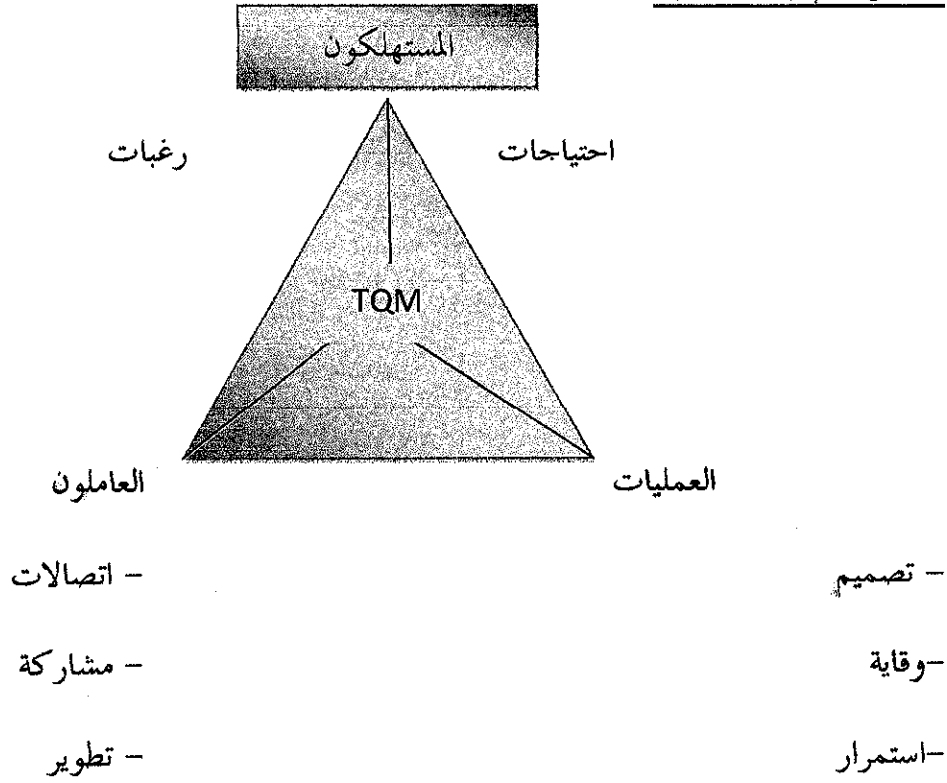 المستهلكون
احتياجات
رغبات
TQM
العمليات
العاملون
– تصميم
– اتصالات
–وقاية
– مشاركة
–استمرار
– تطوير